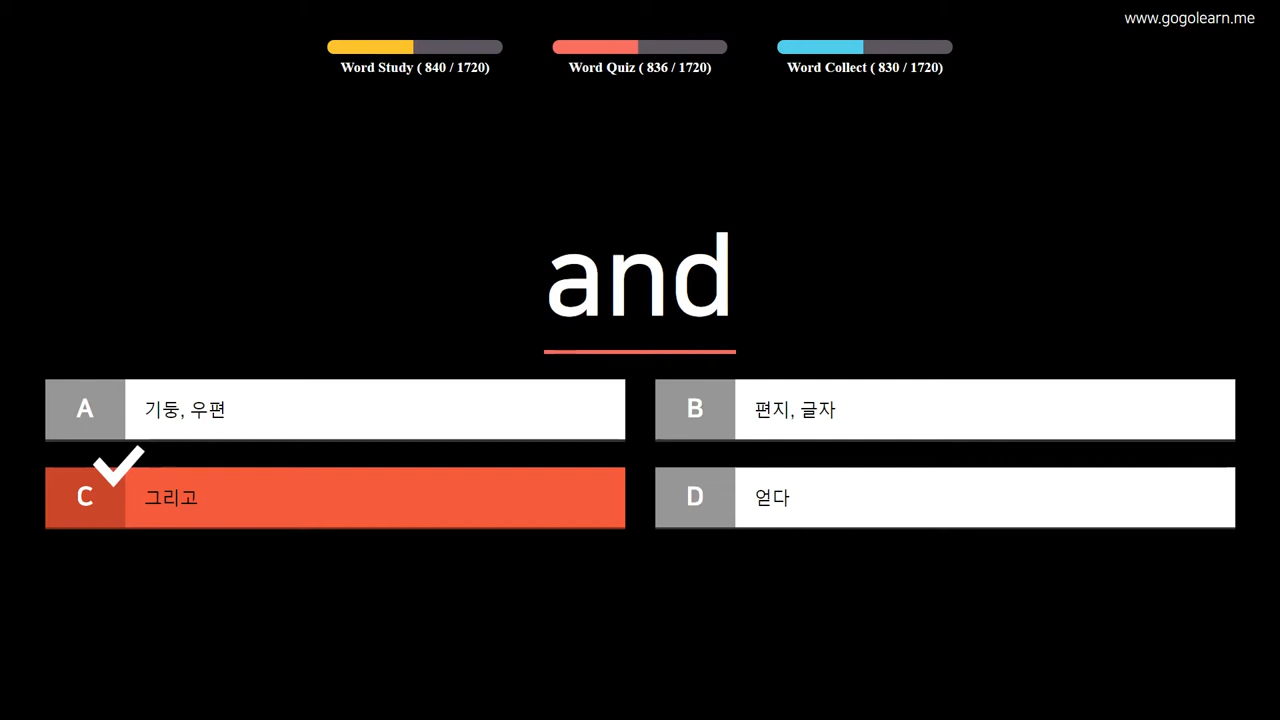 www.gogolearn.me
Word Study ( 840 / 1720)
Word Quiz ( 836 / 1720)
Word Collect ( 830 / 1720)
and
A 기둥, 우편
B 편지, 글자
C 그리고
D 얻다